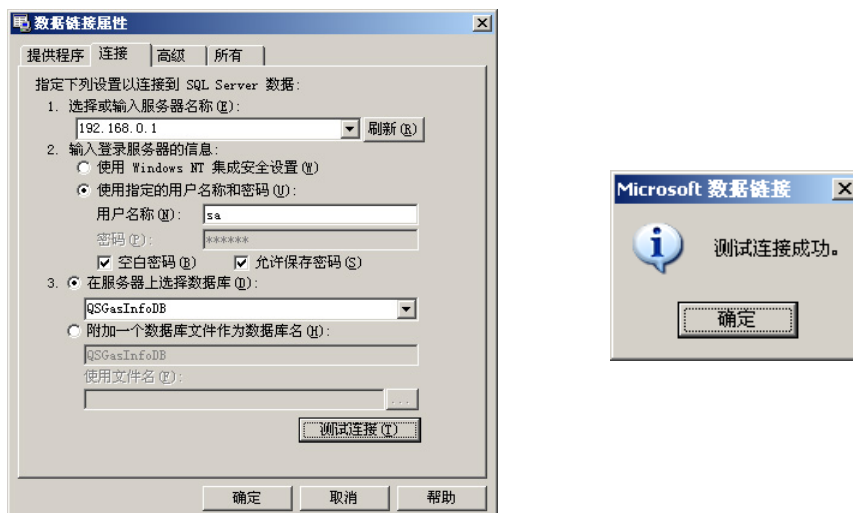 数据链接属性
提供程序 连接 高级 所有
指定下列设置以连接到 SQL Server 数据:
1. 选择或输入服务器名称(E):
192.168.0.1 刷新(R)
2. 输入登录服务器的信息:
使用 Windows NT 集成安全设置(W)
使用指定的用户名称和密码(U):
用户名称(N): sa
密码(P): ******
空白密码(B) 允许保存密码(S)
3. 在服务器上选择数据库(D):
QSGasInfoDB
附加一个数据库文件作为数据库名(H):
QSGasInfoDB
使用文件名(F):
...
测试连接(T)
确定 取消 帮助
Microsoft 数据链接
测试连接成功。
确定